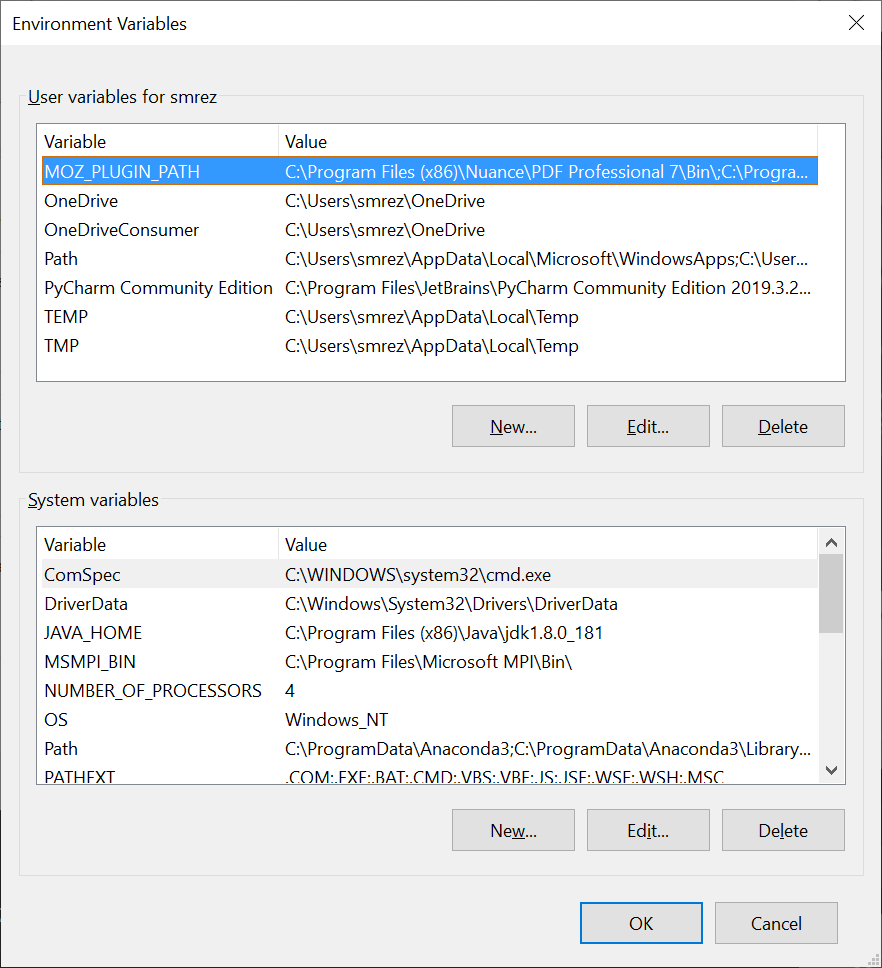 Environment Variables
User variables for smrez
Variable Value
MOZ_PLUGIN_PATH C:\Program Files (x86)\Nuance\PDF Professional 7\Bin\;C:\Progra...
OneDrive C:\Users\smrez\OneDrive
OneDriveConsumer C:\Users\smrez\OneDrive
Path C:\Users\smrez\AppData\Local\Microsoft\WindowsApps;C:\User...
PyCharm Community Edition C:\Program Files\JetBrains\PyCharm Community Edition 2019.3.2...
TEMP C:\Users\smrez\AppData\Local\Temp
TMP C:\Users\smrez\AppData\Local\Temp
New... Edit... Delete
System variables
Variable Value
ComSpec C:\WINDOWS\system32\cmd.exe
DriverData C:\Windows\System32\Drivers\DriverData
JAVA_HOME C:\Program Files (x86)\Java\jdk1.8.0_181
MSMPI_BIN C:\Program Files\Microsoft MPI\Bin\
NUMBER_OF_PROCESSORS 4
OS Windows_NT
Path C:\ProgramData\Anaconda3;C:\ProgramData\Anaconda3\Library...
PATHEXT .COM;.EXE;.BAT;.CMD;.VBS;.VBE;.JS;.JSE;.WSF;.WSH;.MSC
New... Edit... Delete
OK Cancel